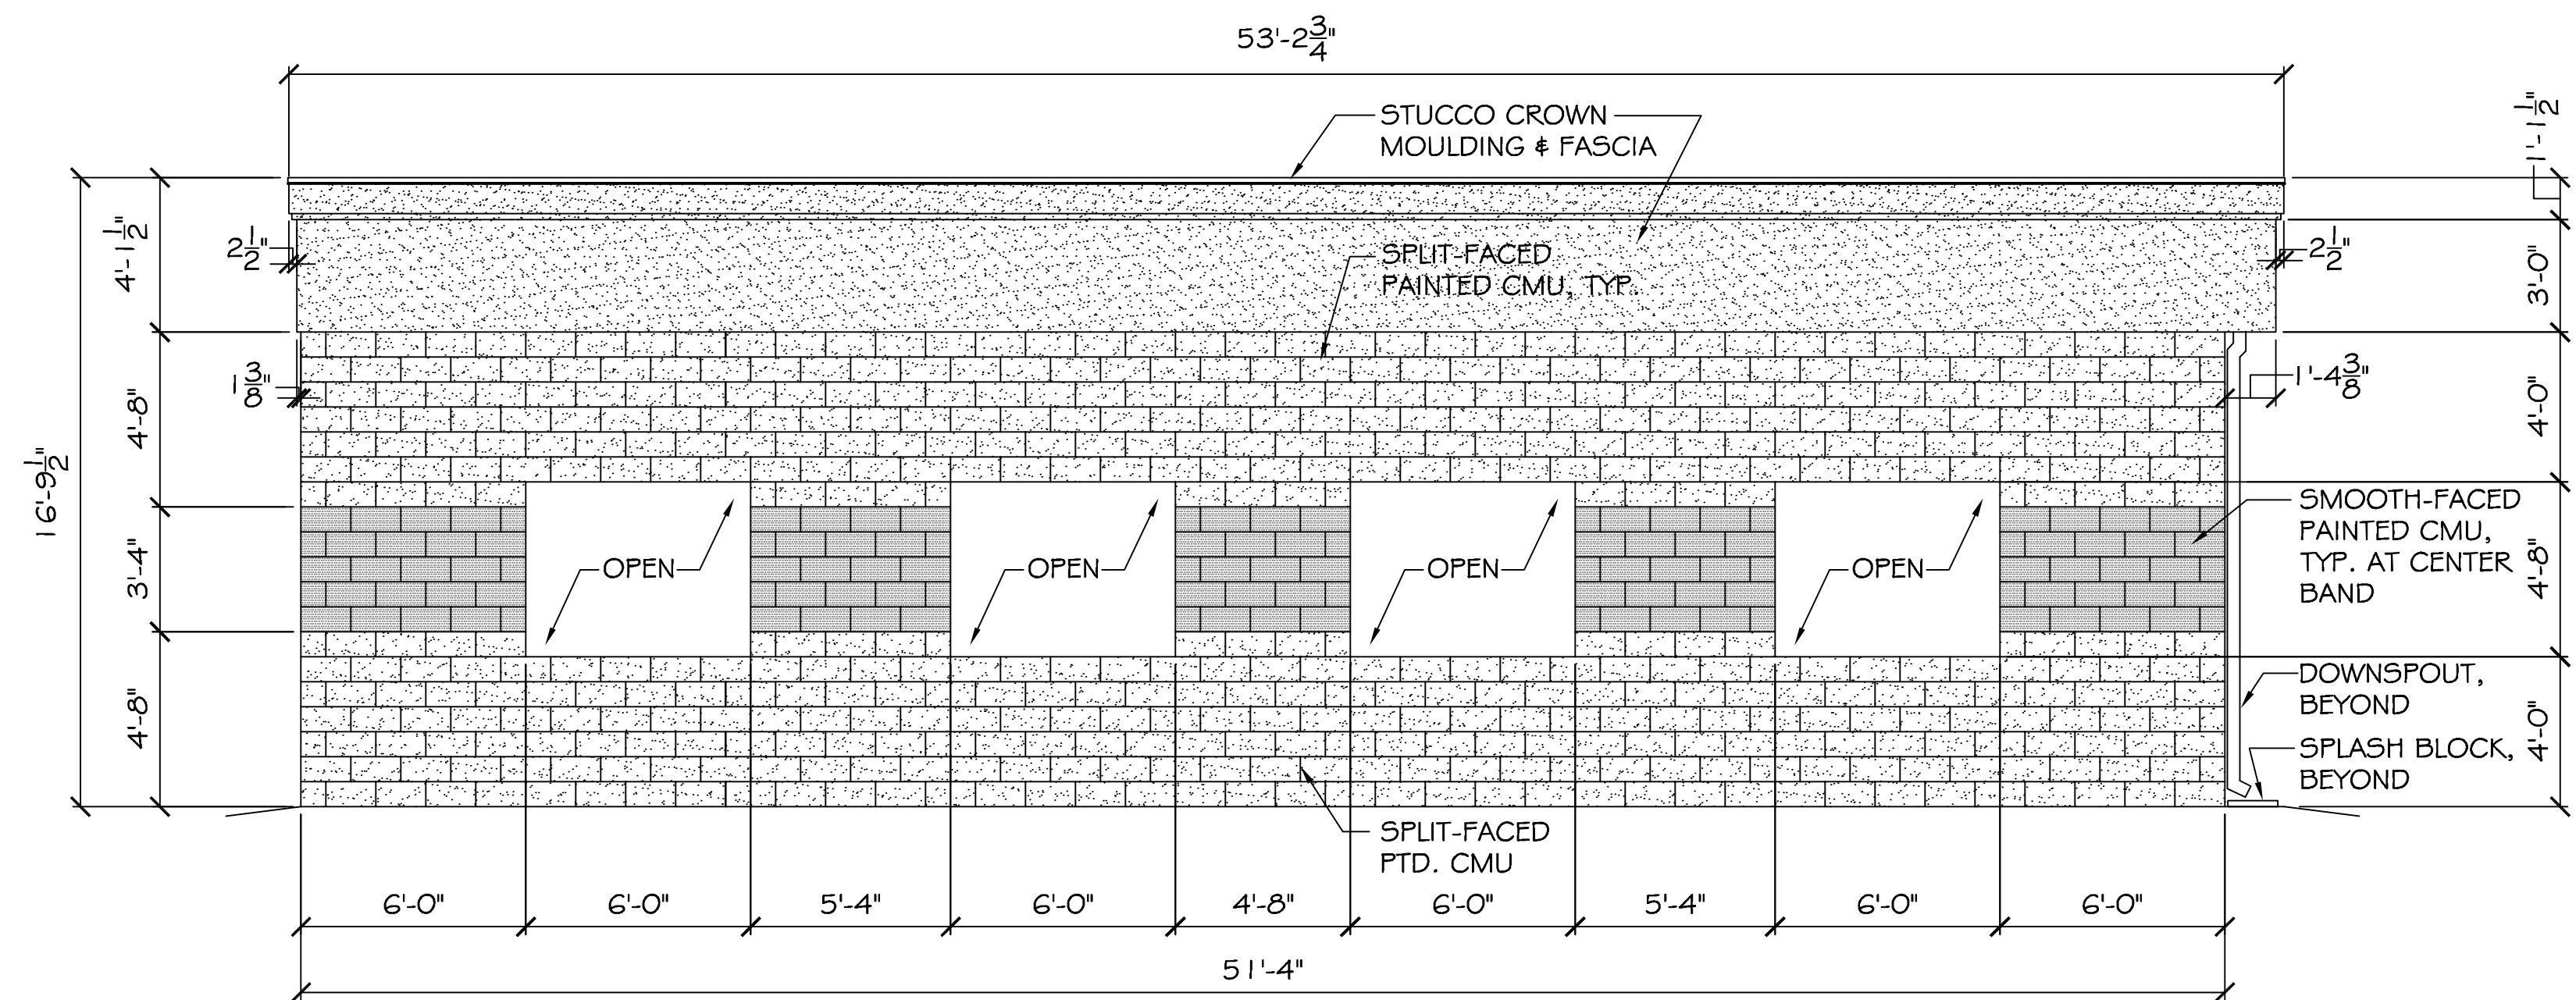 53'-2 3/4"
STUCCO CROWN
MOULDING & FASCIA
1'-1 1/2"
4'-1 1/2"
2 1/2"
2 1/2"
SPLIT-FACED
PAINTED CMU, TYP.
3'-0"
1 3/8"
1'-4 3/8"
4'-8"
4'-0"
16'-9 1/2"
SMOOTH-FACED
PAINTED CMU,
TYP. AT CENTER
BAND
3'-4"
OPEN
OPEN
OPEN
OPEN
4'-8"
DOWNSPOUT,
BEYOND
4'-8"
4'-0"
SPLASH BLOCK,
BEYOND
SPLIT-FACED
PTD. CMU
6'-0"
6'-0"
5'-4"
6'-0"
4'-8"
6'-0"
5'-4"
6'-0"
6'-0"
51'-4"